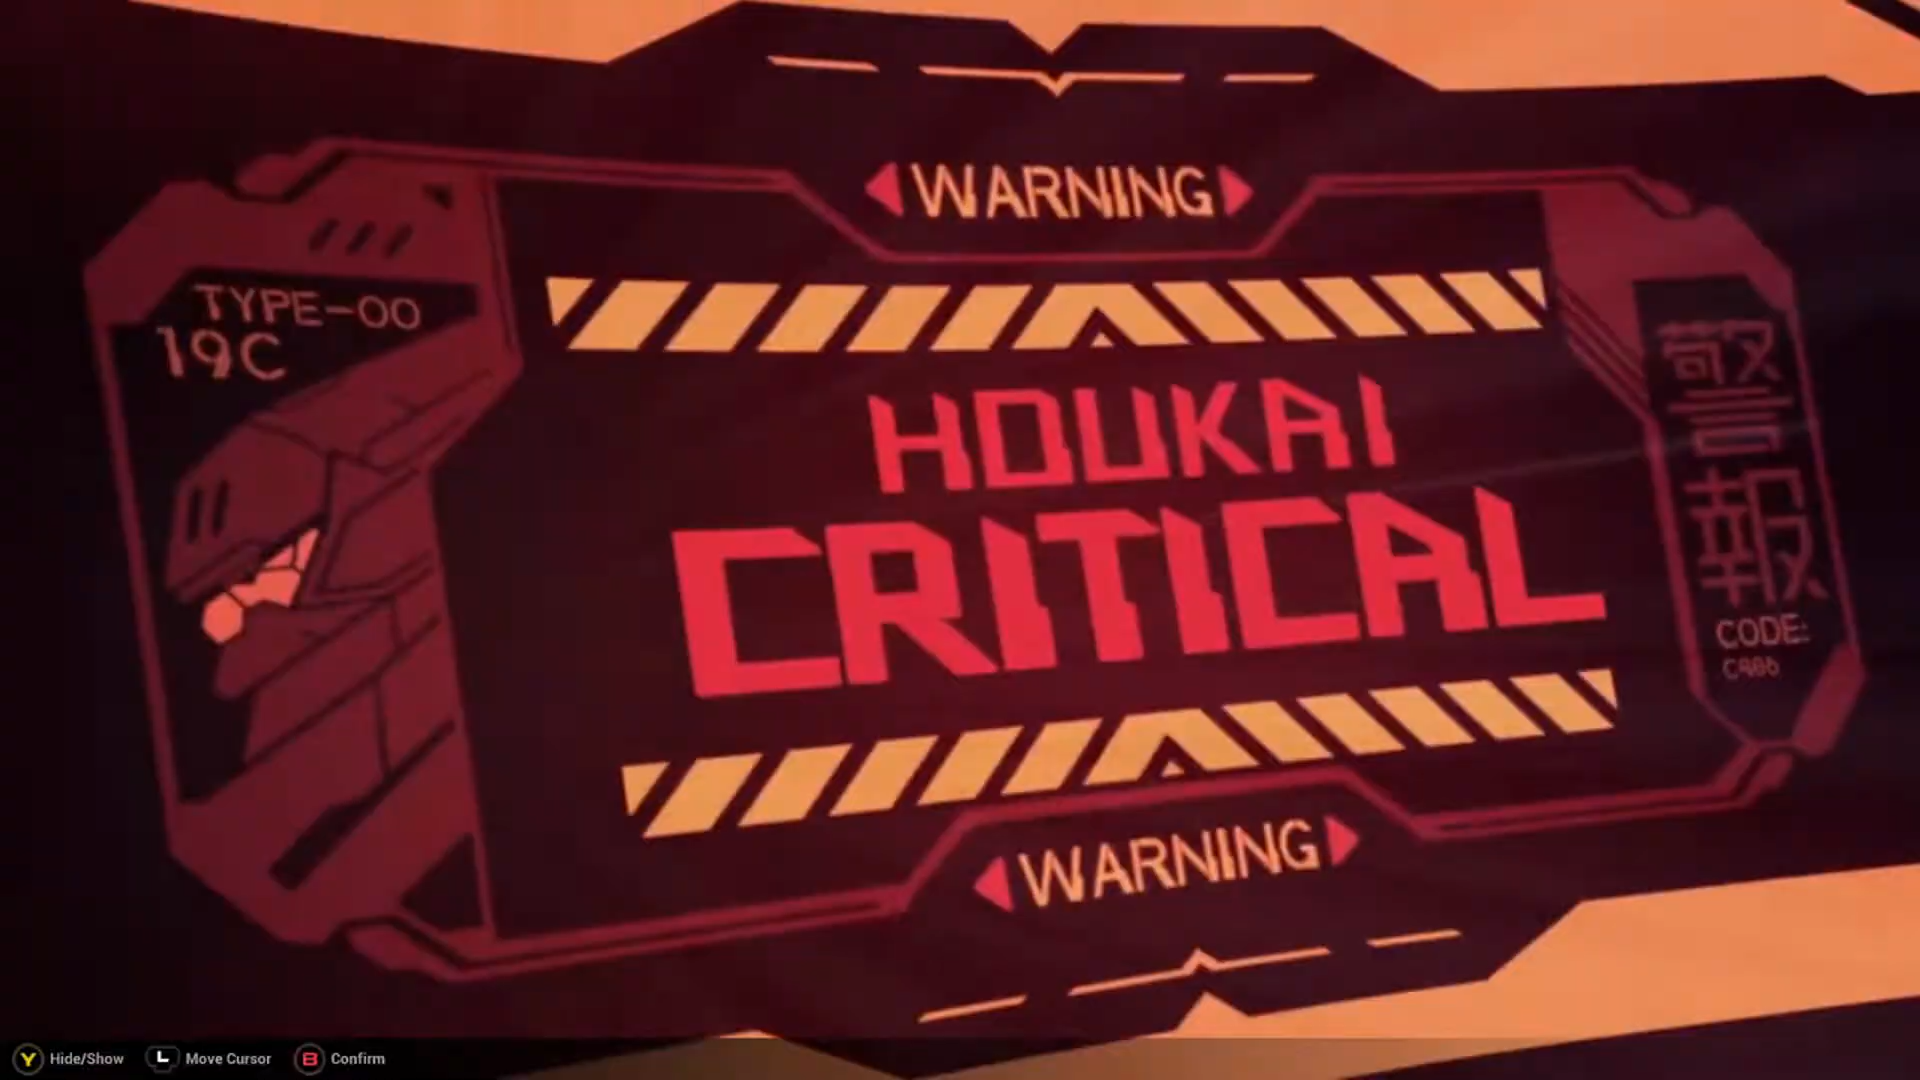 WARNING
TYPE-00
19C
HOUKAI
CRITICAL
警報
CODE:
WARNING
Y Hide/Show L Move Cursor B Confirm